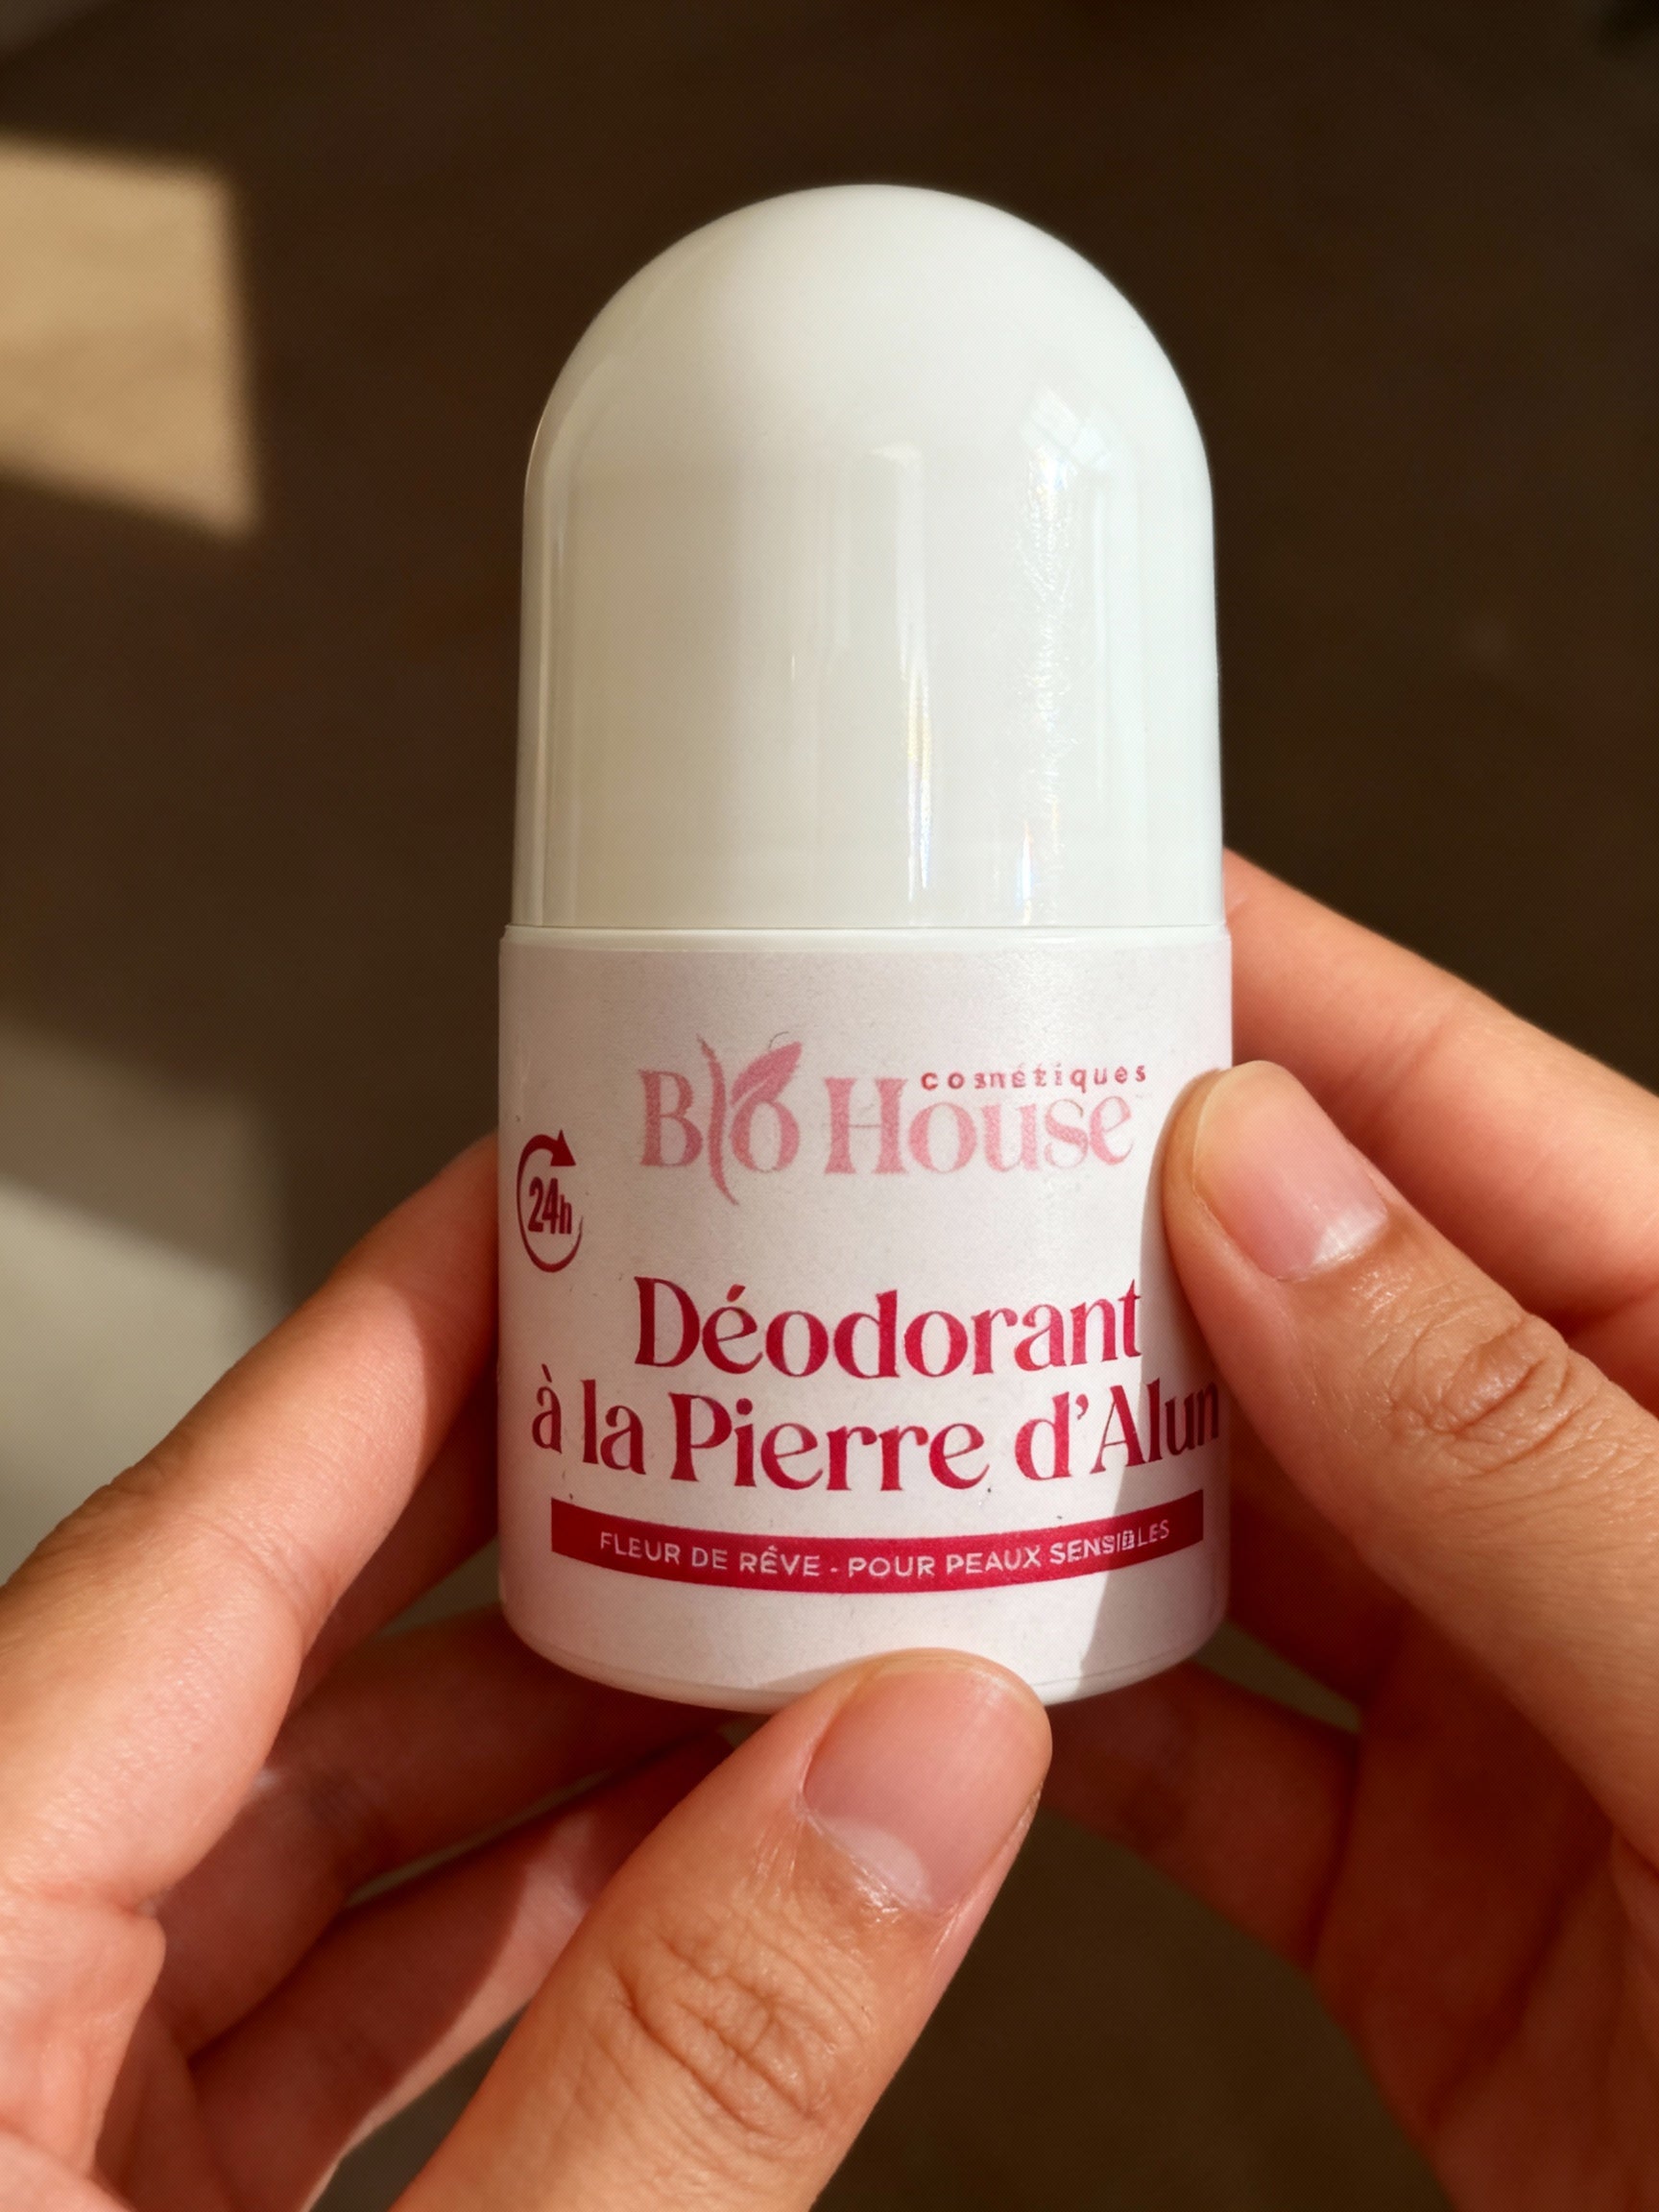 cosmétiques
Bio House
24h
Déodorant
à la Pierre d'Alun
FLEUR DE RÊVE - POUR PEAUX SENSIBLES